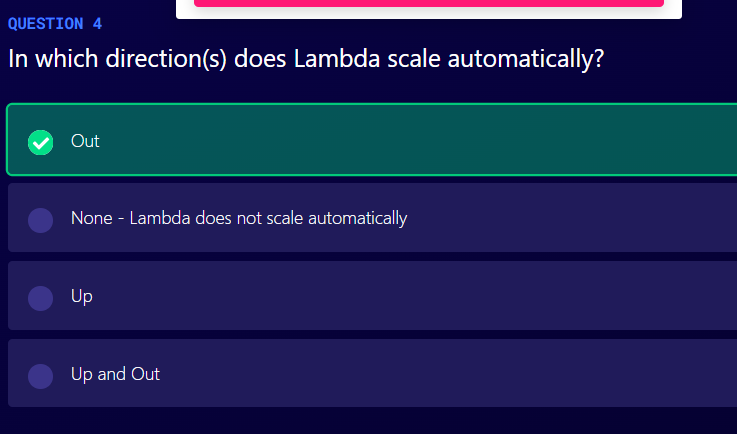 QUESTION 4
In which direction(s) does Lambda scale automatically?
Out
None - Lambda does not scale automatically
Up
Up and Out